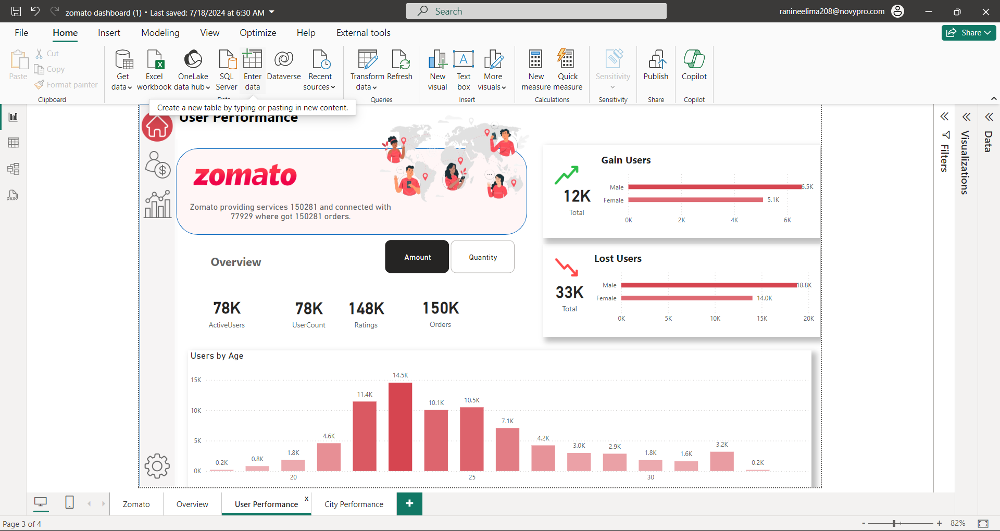 zomato dashboard (1) • Last saved: 7/18/2024 at 6:30 AM
Search
ranineelima208@novypro.com
File
Home
Insert
Modeling
View
Optimize
Help
External tools
Share
Paste
Cut
Copy
Format painter
Clipboard
Get data
Excel workbook
OneLake data hub
SQL Server
Enter data
Dataverse
Recent sources
Transform data
Refresh
Queries
New visual
Text box
More visuals
Insert
New measure
Quick measure
Calculations
Sensitivity
Sensitivity
Publish
Share
Copilot
Copilot
Create a new table by typing or pasting in new content.
DAX
User Performance
zomato
Zomato providing services 150281 and connected with
77929 where got 150281 orders.
Overview
Amount
Quantity
78K
ActiveUsers
78K
UserCount
148K
Ratings
150K
Orders
Gain Users
12K
Total
Male
6.5K
Female
5.1K
0K
2K
4K
6K
Lost Users
33K
Total
Male
18.8K
Female
14.0K
0K
5K
10K
15K
20K
Users by Age
15K
10K
5K
0K
0.2K
0.8K
1.8K
4.6K
11.4K
14.5K
10.1K
10.5K
7.1K
4.2K
3.0K
2.9K
1.8K
1.6K
3.2K
0.2K
20
25
30
Filters
Visualizations
Data
Zomato
Overview
User Performance
x
City Performance
Page 3 of 4
82%